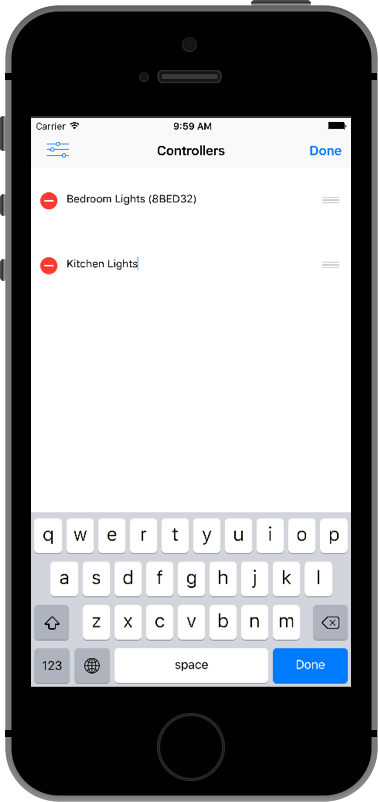 Carrier 9:59 AM
Controllers Done
Bedroom Lights (8BED32)
Kitchen Lights
q w e r t y u i o p
a s d f g h j k l
z x c v b n m
123 space Done